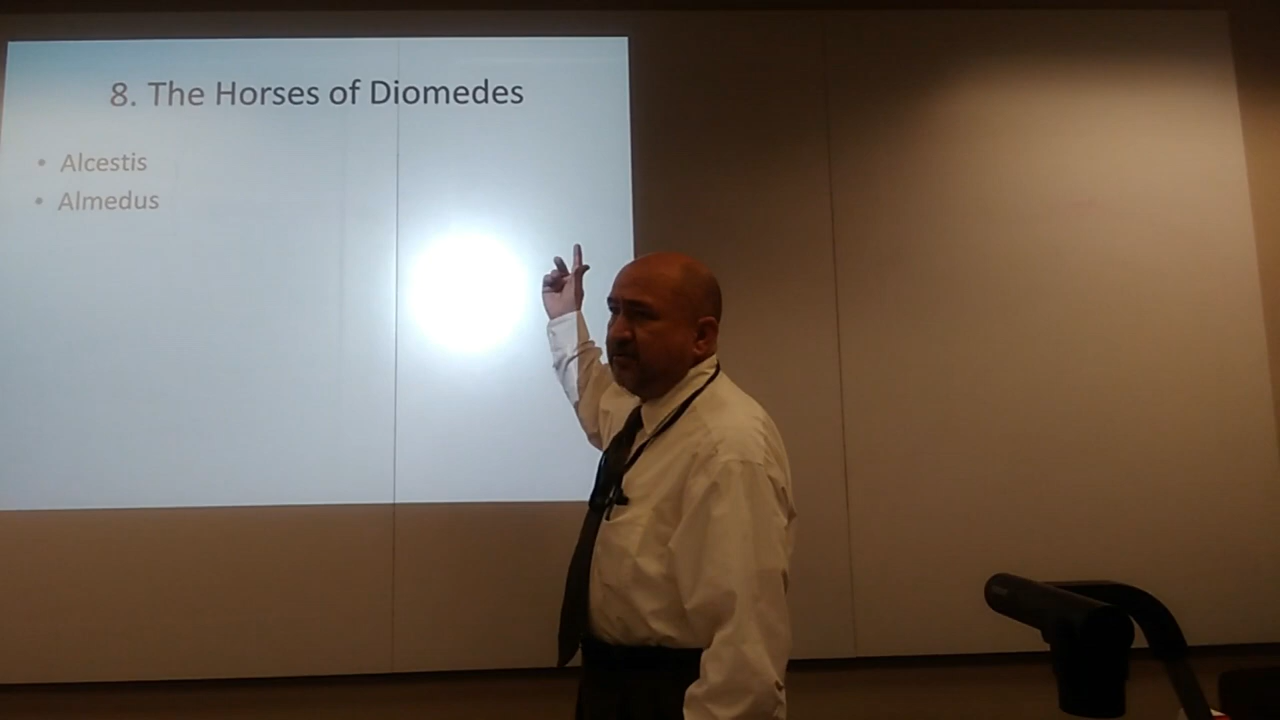 8. The Horses of Diomedes
• Alcestis
• Almedus